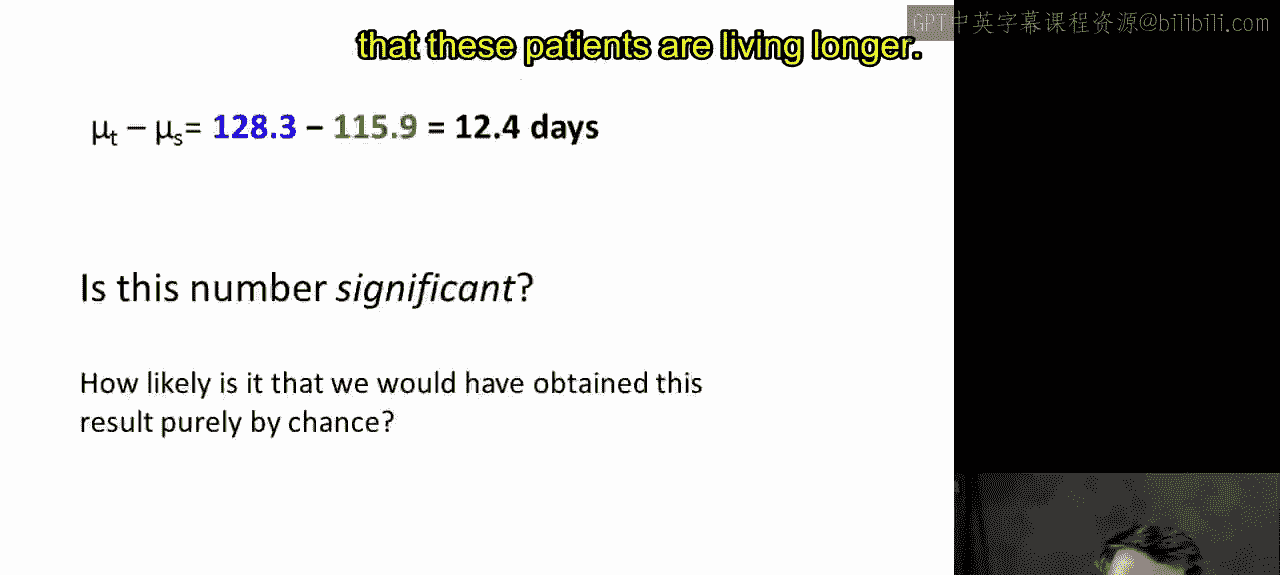 GPT中英字幕课程资源@bilibili.com
that these patients are living longer.
μt – μs= 128.3 – 115.9 = 12.4 days
Is this number significant?
How likely is it that we would have obtained this
result purely by chance?